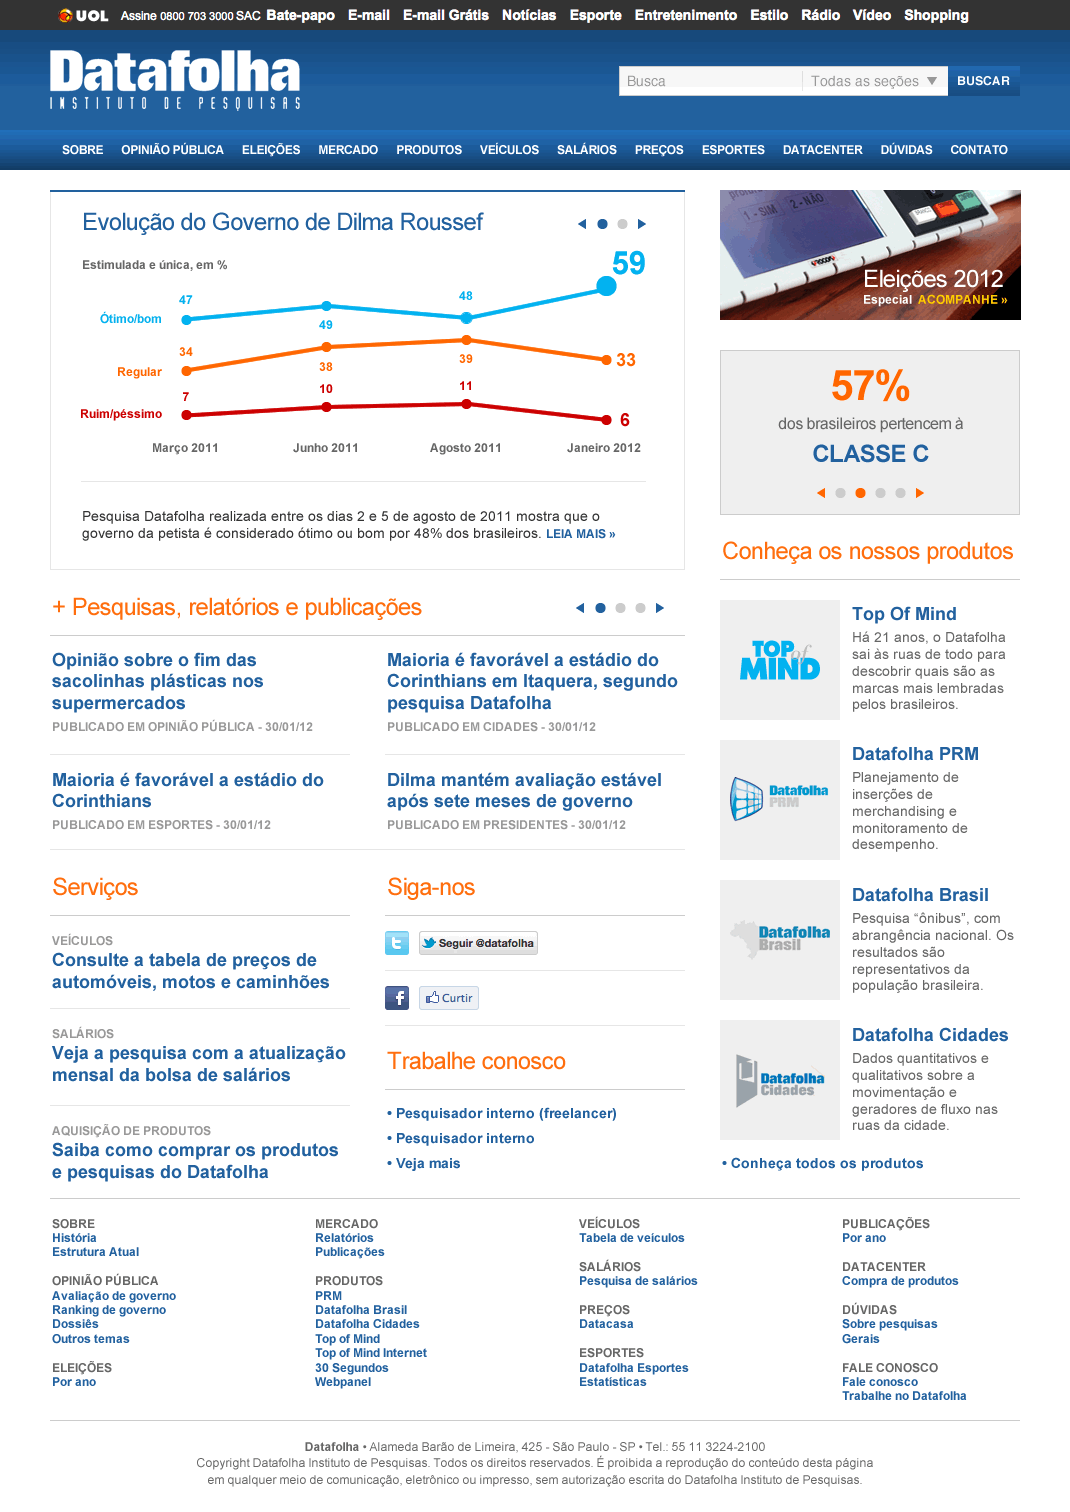 UOL Assine 0800 703 3000 SAC Bate-papo E-mail E-mail Grátis Notícias Esporte Entretenimento Estilo Rádio Vídeo Shopping
Datafolha
INSTITUTO DE PESQUISAS
Busca Todas as seções BUSCAR
SOBRE OPINIÃO PÚBLICA ELEIÇÕES MERCADO PRODUTOS VEÍCULOS SALÁRIOS PREÇOS ESPORTES DATACENTER DÚVIDAS CONTATO
Evolução do Governo de Dilma Roussef
Estimulada e única, em %
59
47
48
Ótimo/bom
49
34
33
Regular
38
39
7
10
11
Ruim/péssimo
6
Março 2011 Junho 2011 Agosto 2011 Janeiro 2012
Pesquisa Datafolha realizada entre os dias 2 e 5 de agosto de 2011 mostra que o
governo da petista é considerado ótimo ou bom por 48% dos brasileiros. LEIA MAIS »
1 - SIM 2 - NÃO
Eleições 2012
Especial ACOMPANHE »
57%
dos brasileiros pertencem à
CLASSE C
+ Pesquisas, relatórios e publicações
Opinião sobre o fim das
sacolinhas plásticas nos
supermercados
PUBLICADO EM OPINIÃO PÚBLICA - 30/01/12
Maioria é favorável a estádio do
Corinthians em Itaquera, segundo
pesquisa Datafolha
PUBLICADO EM CIDADES - 30/01/12
Maioria é favorável a estádio do
Corinthians
PUBLICADO EM ESPORTES - 30/01/12
Dilma mantém avaliação estável
após sete meses de governo
PUBLICADO EM PRESIDENTES - 30/01/12
Serviços
VEÍCULOS
Consulte a tabela de preços de
automóveis, motos e caminhões
SALÁRIOS
Veja a pesquisa com a atualização
mensal da bolsa de salários
AQUISIÇÃO DE PRODUTOS
Saiba como comprar os produtos
e pesquisas do Datafolha
Siga-nos
t Seguir @datafolha
f Curtir
Trabalhe conosco
• Pesquisador interno (freelancer)
• Pesquisador interno
• Veja mais
Conheça os nossos produtos
TOP of
MIND
Top Of Mind
Há 21 anos, o Datafolha
sai às ruas de todo para
descobrir quais são as
marcas mais lembradas
pelos brasileiros.
Datafolha
PRM
Datafolha PRM
Planejamento de
inserções de
merchandising e
monitoramento de
desempenho.
Datafolha
Brasil
Datafolha Brasil
Pesquisa “ônibus”, com
abrangência nacional. Os
resultados são
representativos da
população brasileira.
Datafolha
Cidades
Datafolha Cidades
Dados quantitativos e
qualitativos sobre a
movimentação e
geradores de fluxo nas
ruas da cidade.
• Conheça todos os produtos
SOBRE
História
Estrutura Atual
OPINIÃO PÚBLICA
Avaliação de governo
Ranking de governo
Dossiês
Outros temas
ELEIÇÕES
Por ano
MERCADO
Relatórios
Publicações
PRODUTOS
PRM
Datafolha Brasil
Datafolha Cidades
Top of Mind
Top of Mind Internet
30 Segundos
Webpanel
VEÍCULOS
Tabela de veículos
SALÁRIOS
Pesquisa de salários
PREÇOS
Datacasa
ESPORTES
Datafolha Esportes
Estatisticas
PUBLICAÇÕES
Por ano
DATACENTER
Compra de produtos
DÚVIDAS
Sobre pesquisas
Gerais
FALE CONOSCO
Fale conosco
Trabalhe no Datafolha
Datafolha • Alameda Barão de Limeira, 425 - São Paulo - SP • Tel.: 55 11 3224-2100
Copyright Datafolha Instituto de Pesquisas. Todos os direitos reservados. É proibida a reprodução do conteúdo desta página
em qualquer meio de comunicação, eletrônico ou impresso, sem autorização escrita do Datafolha Instituto de Pesquisas.